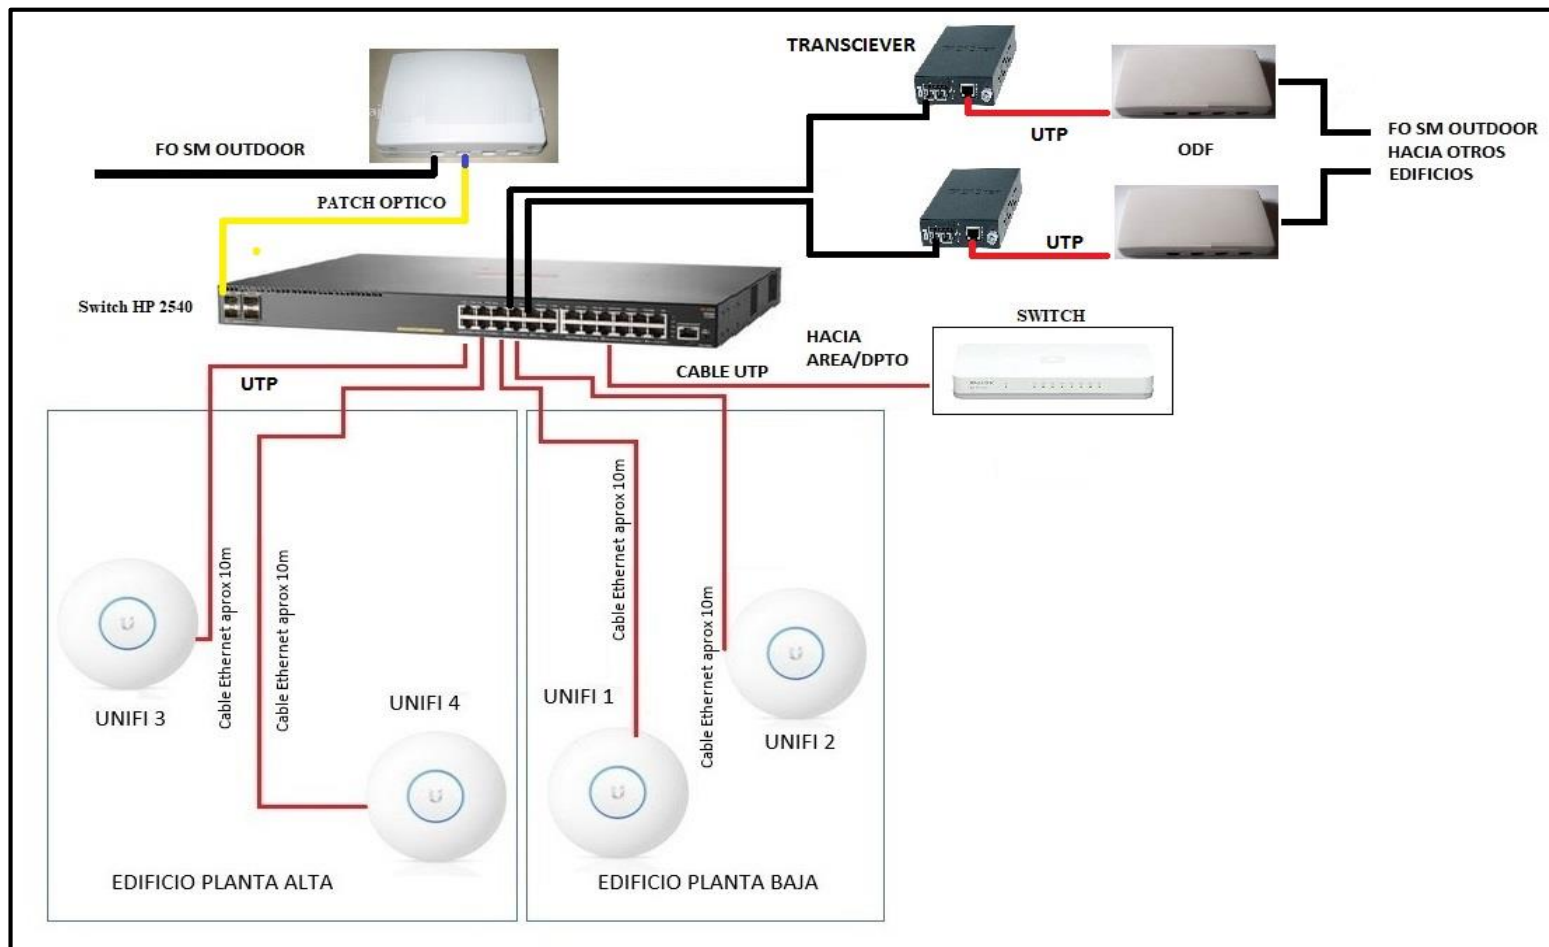 TRANSCIEVER
FO SM OUTDOOR
UTP
ODF
FO SM OUTDOOR
HACIA OTROS
EDIFICIOS
PATCH OPTICO
UTP
Switch HP 2540
SWITCH
HACIA
AREA/DPTO
CABLE UTP
UTP
Cable Ethernet aprox 10m
Cable Ethernet aprox 10m
Cable Ethernet aprox 10m
Cable Ethernet aprox 10m
UNIFI 3
UNIFI 4
UNIFI 1
UNIFI 2
EDIFICIO PLANTA ALTA
EDIFICIO PLANTA BAJA